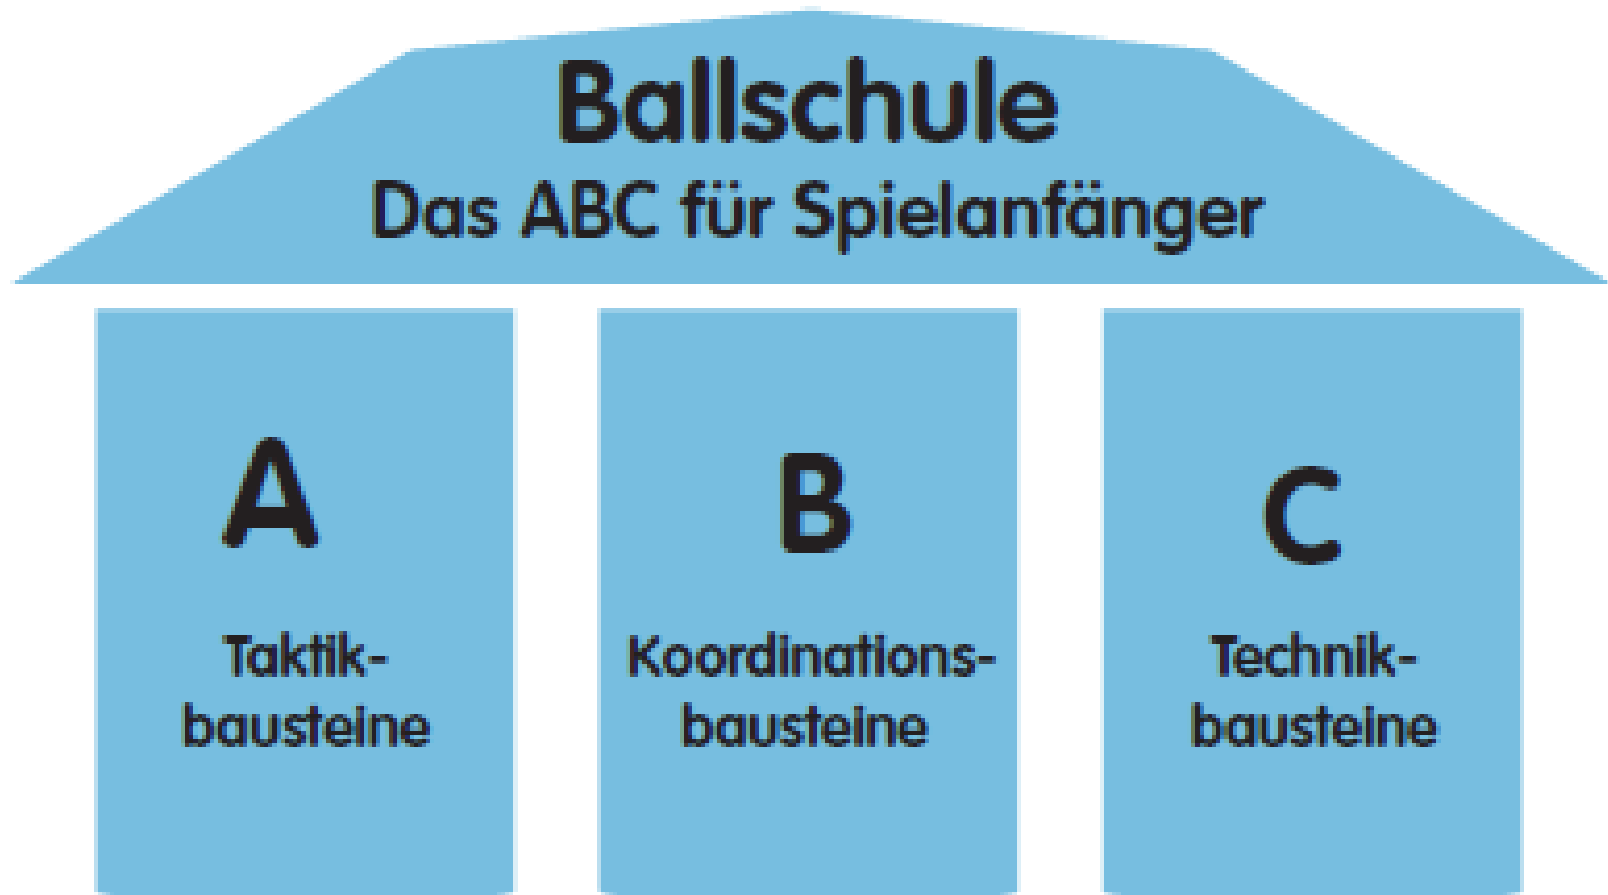 Ballschule
Das ABC für Spielanfänger
A
Taktik-
bausteine
B
Koordinations-
bausteine
C
Technik-
bausteine